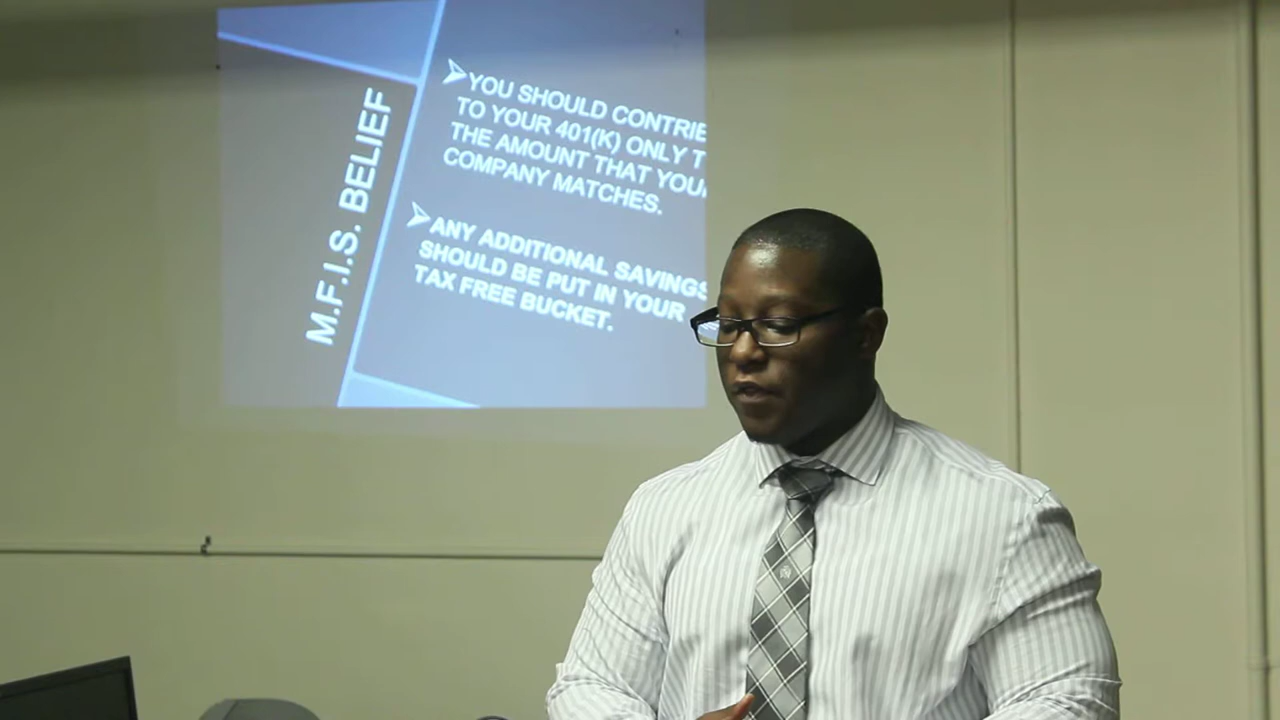 M.F.I.S. BELIEF
YOU SHOULD CONTRIB
TO YOUR 401(K) ONLY T
THE AMOUNT THAT YOU
COMPANY MATCHES.
ANY ADDITIONAL SAVINGS
SHOULD BE PUT IN YOUR
TAX FREE BUCKET.